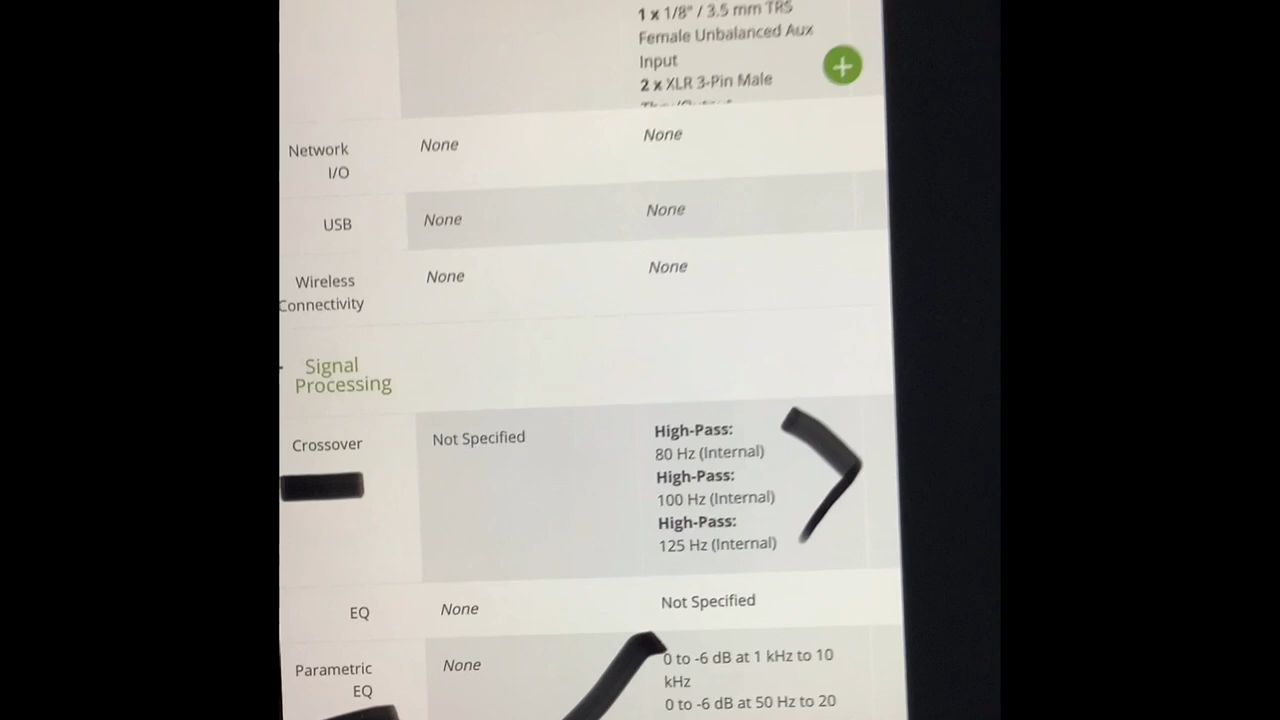 1 x 1/8" / 3.5 mm TRS
Female Unbalanced Aux
Input
2 x XLR 3-Pin Male
Network
I/O
None
None
USB
None
None
Wireless
Connectivity
None
None
Signal
Processing
Crossover
Not Specified
High-Pass:
80 Hz (Internal)
High-Pass:
100 Hz (Internal)
High-Pass:
125 Hz (Internal)
EQ
None
Not Specified
Parametric
EQ
None
0 to -6 dB at 1 kHz to 10
kHz
0 to -6 dB at 50 Hz to 20